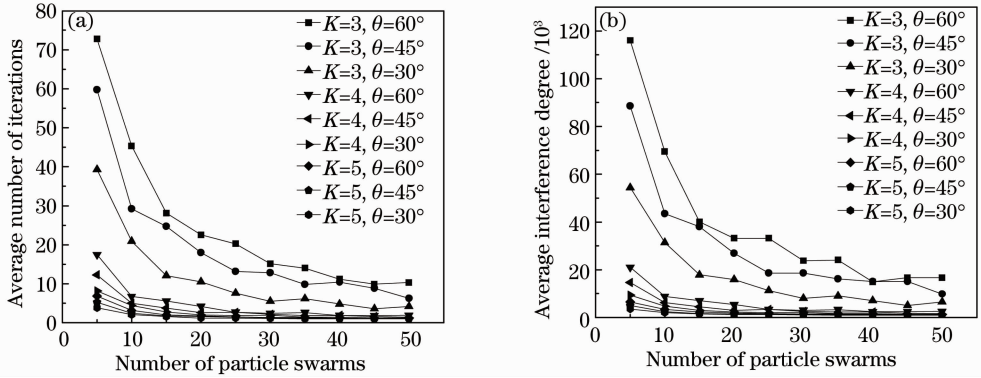 (a)
K=3, θ=60°
K=3, θ=45°
K=3, θ=30°
K=4, θ=60°
K=4, θ=45°
K=4, θ=30°
K=5, θ=60°
K=5, θ=45°
K=5, θ=30°
Average number of iterations
80
70
60
50
40
30
20
10
0
0 10 20 30 40 50
Number of particle swarms
(b)
K=3, θ=60°
K=3, θ=45°
K=3, θ=30°
K=4, θ=60°
K=4, θ=45°
K=4, θ=30°
K=5, θ=60°
K=5, θ=45°
K=5, θ=30°
Average interference degree /10³
120
100
80
60
40
20
0
0 10 20 30 40 50
Number of particle swarms